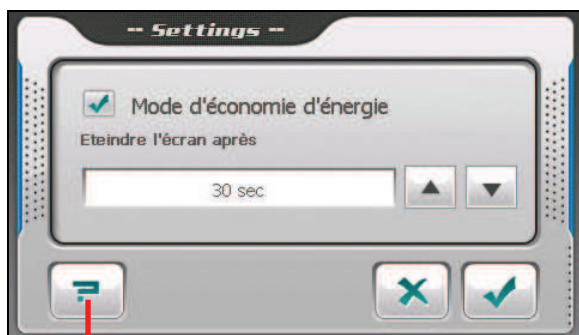 -- Settings --
Mode d'économie d'énergie
Eteindre l'écran après
30 sec
?